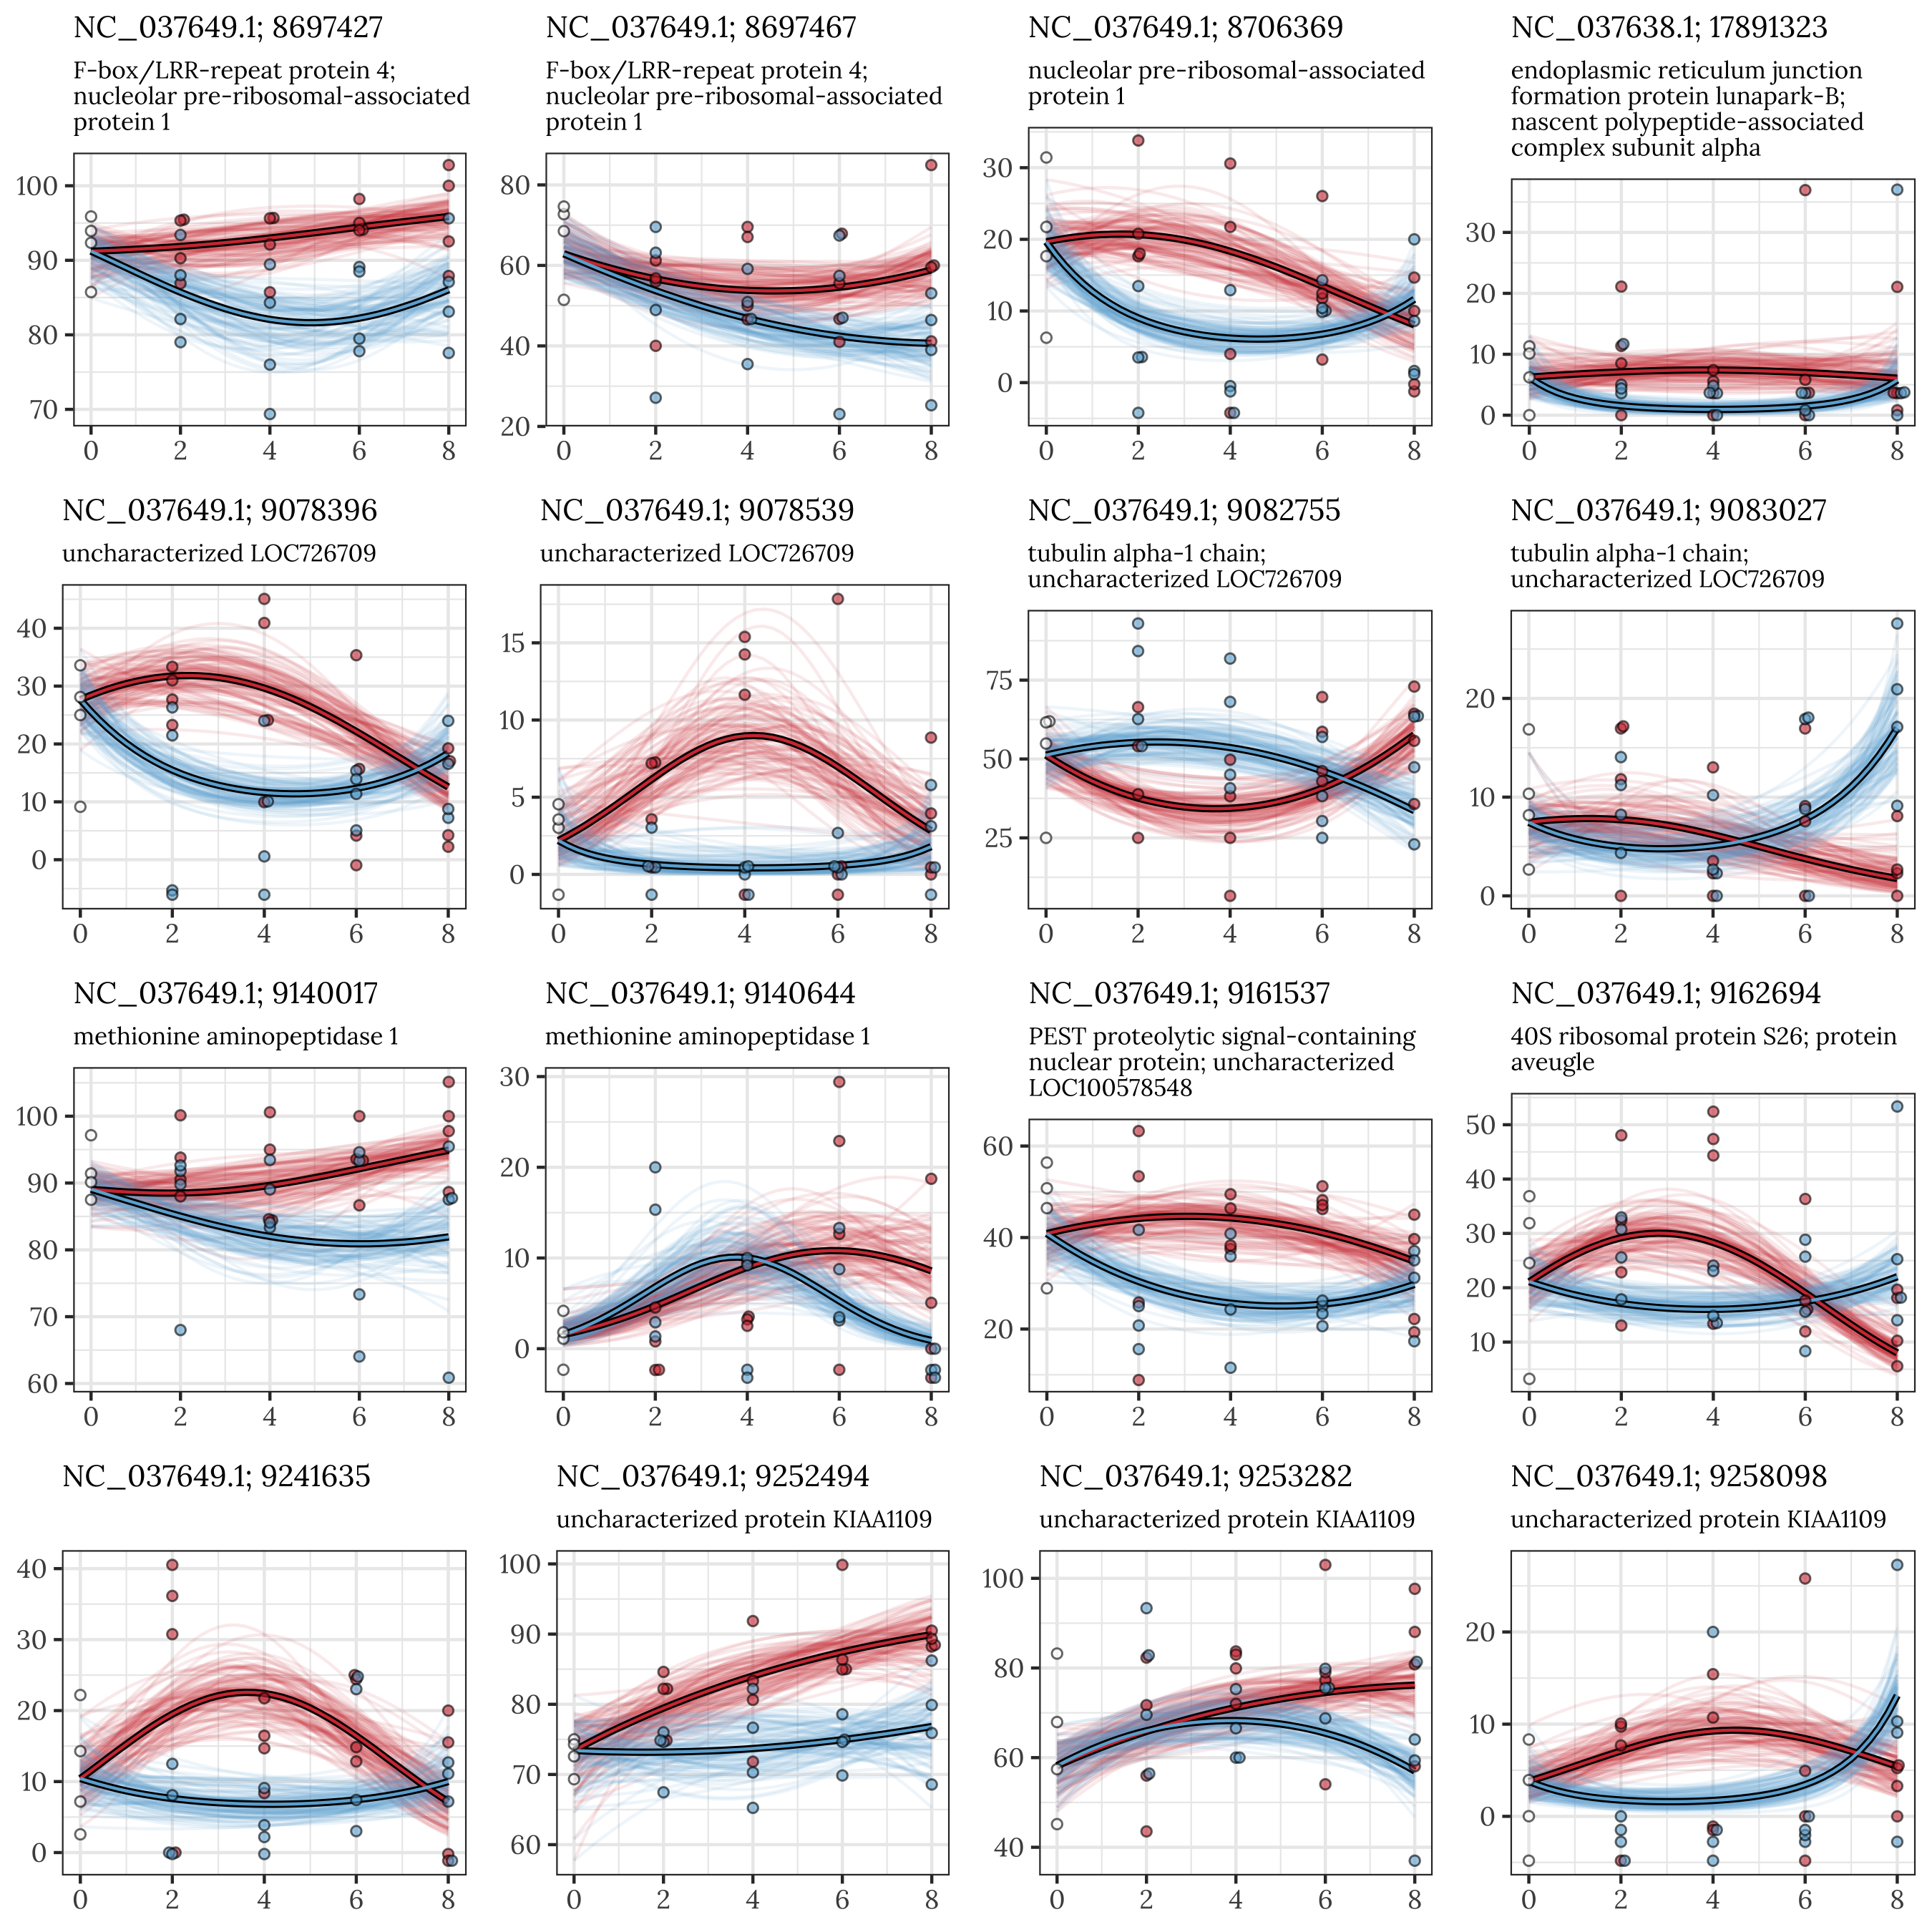 NC_037649.1; 8697427
F-box/LRR-repeat protein 4;
nucleolar pre-ribosomal-associated
protein 1
100
90
80
70
0 2 4 6 8
NC_037649.1; 8697467
F-box/LRR-repeat protein 4;
nucleolar pre-ribosomal-associated
protein 1
80
60
40
20
0 2 4 6 8
NC_037649.1; 8706369
nucleolar pre-ribosomal-associated
protein 1
30
20
10
0
0 2 4 6 8
NC_037638.1; 17891323
endoplasmic reticulum junction
formation protein lunapark-B;
nascent polypeptide-associated
complex subunit alpha
30
20
10
0
0 2 4 6 8
NC_037649.1; 9078396
uncharacterized LOC726709
40
30
20
10
0
0 2 4 6 8
NC_037649.1; 9078539
uncharacterized LOC726709
15
10
5
0
0 2 4 6 8
NC_037649.1; 9082755
tubulin alpha-1 chain;
uncharacterized LOC726709
75
50
25
0 2 4 6 8
NC_037649.1; 9083027
tubulin alpha-1 chain;
uncharacterized LOC726709
20
10
0
0 2 4 6 8
NC_037649.1; 9140017
methionine aminopeptidase 1
100
90
80
70
60
0 2 4 6 8
NC_037649.1; 9140644
methionine aminopeptidase 1
30
20
10
0
0 2 4 6 8
NC_037649.1; 9161537
PEST proteolytic signal-containing
nuclear protein; uncharacterized
LOC100578548
60
40
20
0 2 4 6 8
NC_037649.1; 9162694
40S ribosomal protein S26; protein
aveugle
50
40
30
20
10
0 2 4 6 8
NC_037649.1; 9241635
40
30
20
10
0
0 2 4 6 8
NC_037649.1; 9252494
uncharacterized protein KIAA1109
100
90
80
70
60
0 2 4 6 8
NC_037649.1; 9253282
uncharacterized protein KIAA1109
100
80
60
40
0 2 4 6 8
NC_037649.1; 9258098
uncharacterized protein KIAA1109
20
10
0
0 2 4 6 8